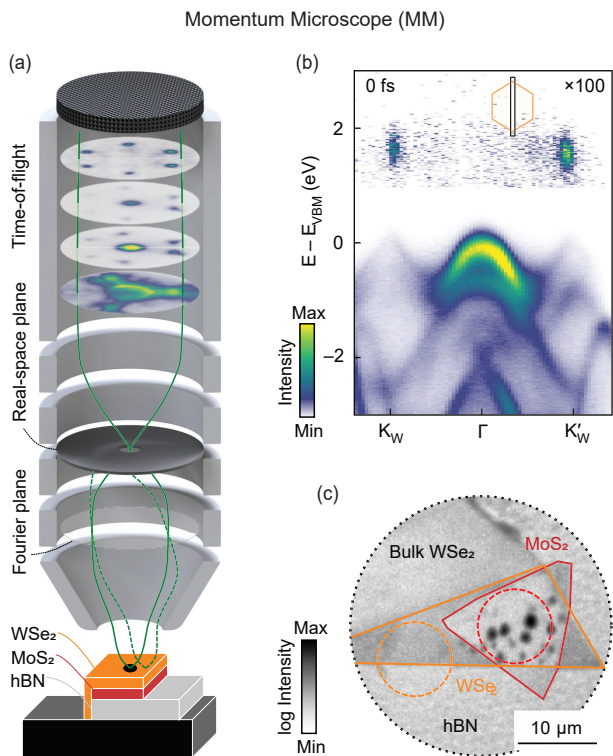 Momentum Microscope (MM)
(a)
Time-of-flight
Real-space plane
Fourier plane
WSe₂
MoS₂
hBN
(b)
0 fs
×100
E – E_VBM (eV)
2
0
–2
Max
Intensity
Min
K_W
Γ
K′_W
(c)
Bulk WSe₂
MoS₂
WSe₂
hBN
10 μm
Max
log Intensity
Min